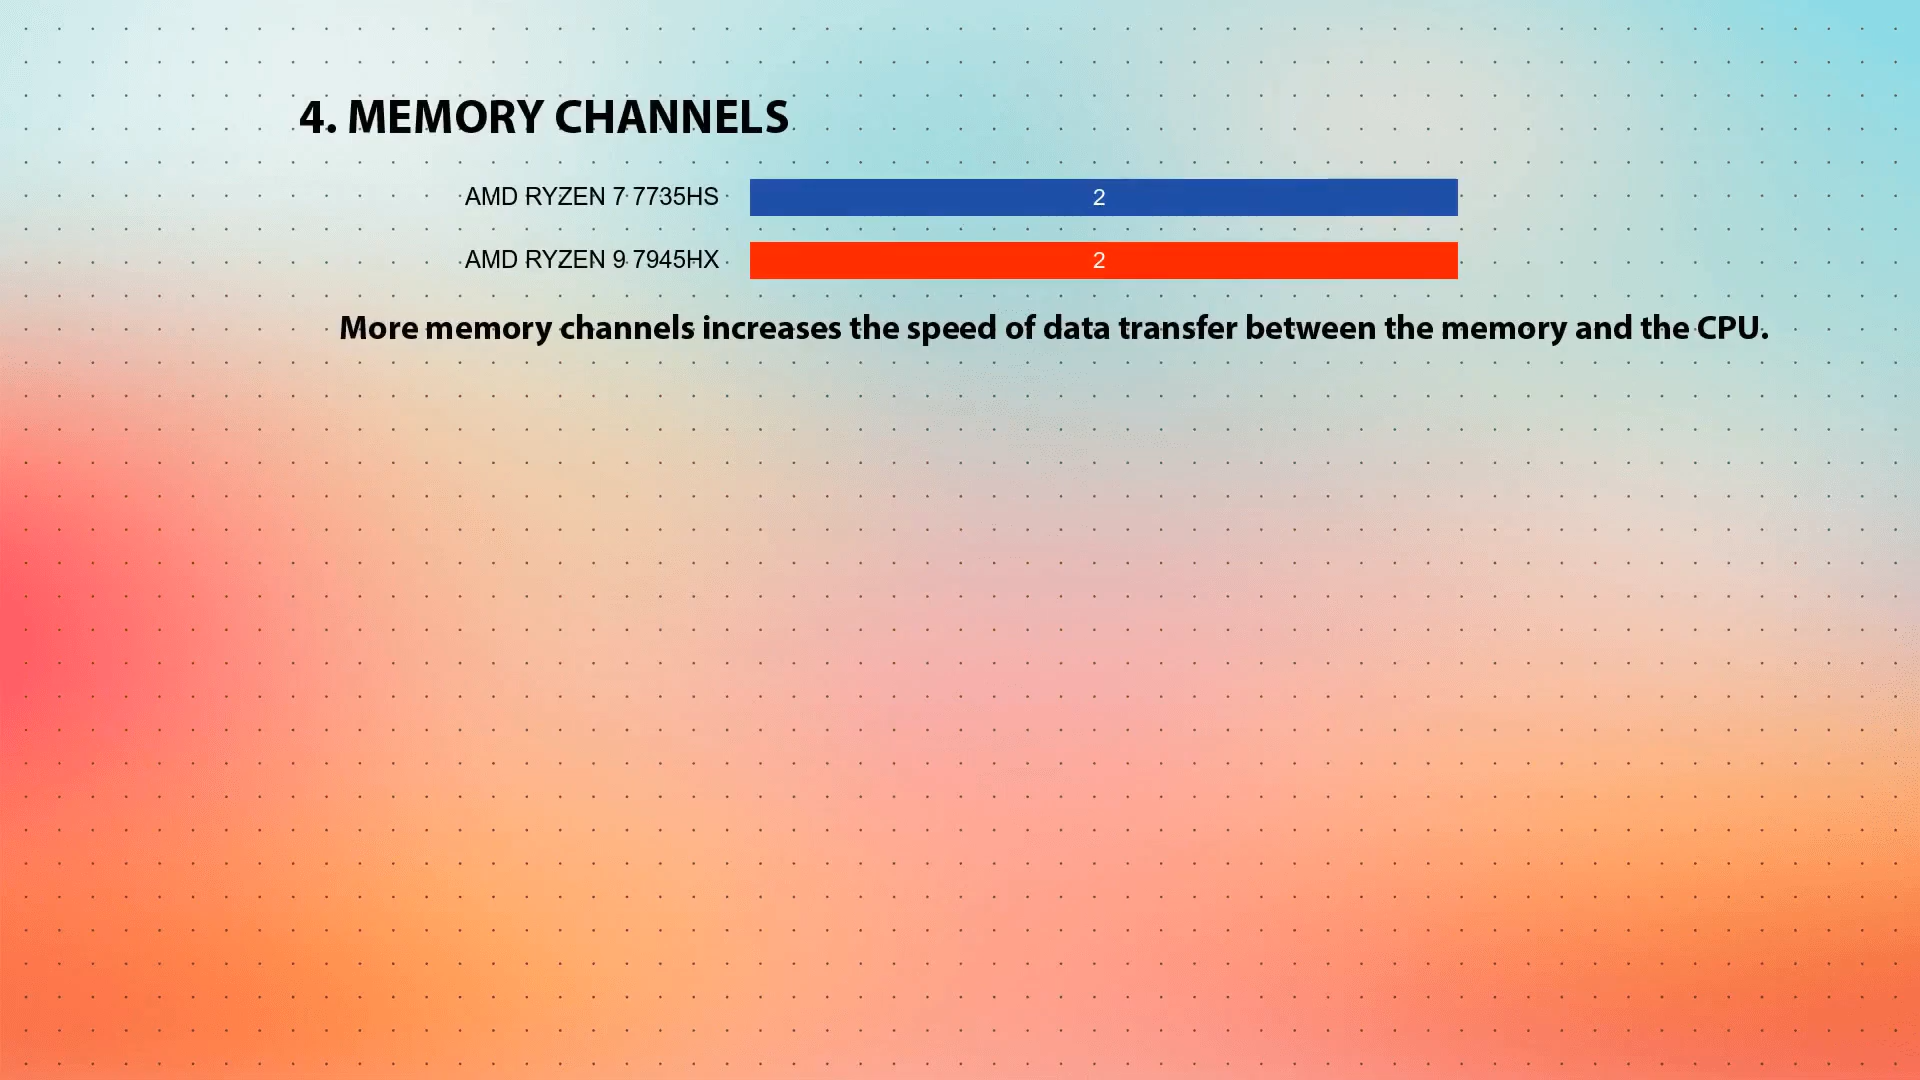 4. MEMORY CHANNELS
AMD RYZEN 7 7735HS 2
AMD RYZEN 9 7945HX 2
More memory channels increases the speed of data transfer between the memory and the CPU.